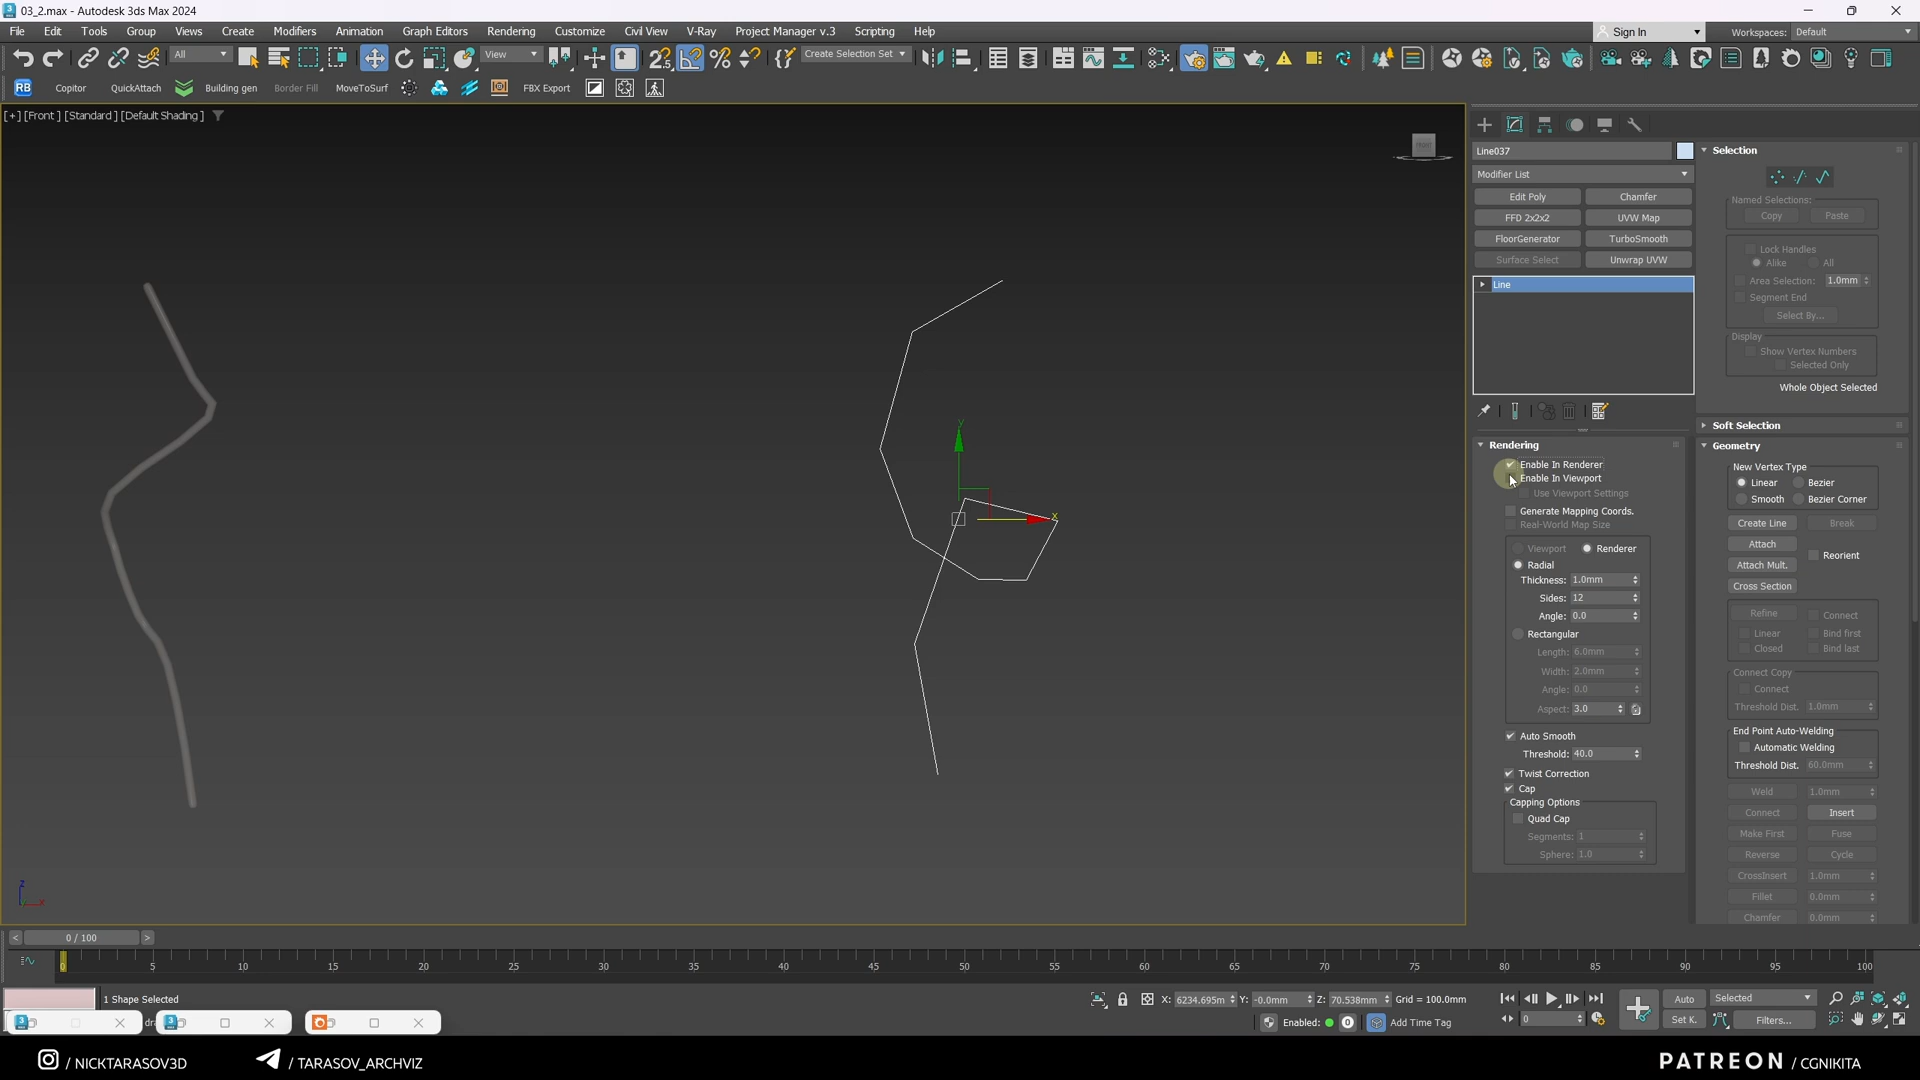 03_2.max - Autodesk 3ds Max 2024
File Edit Tools Group Views Create Modifiers Animation Graph Editors Rendering Customize Civil View V-Ray Project Manager v.3 Scripting Help
Sign In Workspaces: Default
All View Create Selection Set
RB Copitor QuickAttach Building gen Border Fill MoveToSurf FBX Export
[+] [Front ] [Standard ] [Default Shading ]
FRONT
Line037
Modifier List
Edit Poly Chamfer
FFD 2x2x2 UVW Map
FloorGenerator TurboSmooth
Surface Select Unwrap UVW
Line
Rendering
Enable In Renderer
Enable In Viewport
Use Viewport Settings
Generate Mapping Coords.
Real-World Map Size
Viewport Renderer
Radial
Thickness: 1.0mm
Sides: 12
Angle: 0.0
Rectangular
Length: 6.0mm
Width: 2.0mm
Angle: 0.0
Aspect: 3.0
Auto Smooth
Threshold: 40.0
Twist Correction
Cap
Capping Options
Quad Cap
Segments: 1
Sphere: 1.0
Selection
Named Selections:
Copy Paste
Lock Handles
Alike All
Area Selection: 1.0mm
Segment End
Select By...
Display
Show Vertex Numbers
Selected Only
Whole Object Selected
Soft Selection
Geometry
New Vertex Type
Linear Bezier
Smooth Bezier Corner
Create Line Break
Attach
Reorient
Attach Mult.
Cross Section
Refine Connect
Linear Bind first
Closed Bind last
Connect Copy
Connect
Threshold Dist. 1.0mm
End Point Auto-Welding
Automatic Welding
Threshold Dist. 60.0mm
Weld 1.0mm
Connect Insert
Make First Fuse
Reverse Cycle
CrossInsert 1.0mm
Fillet 0.0mm
Chamfer 0.0mm
y
x
z
x
< 0 / 100 >
0 5 10 15 20 25 30 35 40 45 50 55 60 65 70 75 80 85 90 95 100
1 Shape Selected
X: 6234.695m Y: -0.0mm Z: 70.538mm Grid = 100.0mm
Enabled: Add Time Tag
0
Auto Selected
Set K. Filters...
/ NICKTARASOV3D
/ TARASOV_ARCHVIZ
PATREON / CGNIKITA